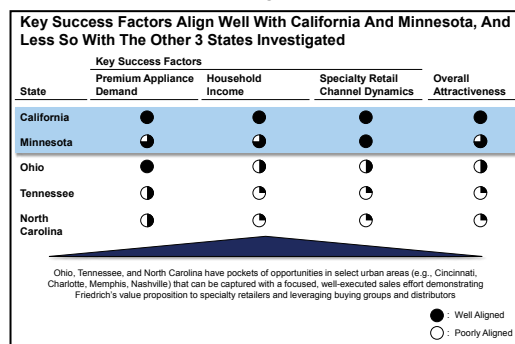 Key Success Factors Align Well With California And Minnesota, And
Less So With The Other 3 States Investigated
Key Success Factors
State
Premium Appliance
Demand
Household
Income
Specialty Retail
Channel Dynamics
Overall
Attractiveness
California
Minnesota
Ohio
Tennessee
North
Carolina
Ohio, Tennessee, and North Carolina have pockets of opportunities in select urban areas (e.g., Cincinnati,
Charlotte, Memphis, Nashville) that can be captured with a focused, well-executed sales effort demonstrating
Friedrich's value proposition to specialty retailers and leveraging buying groups and distributors
: Well Aligned
: Poorly Aligned